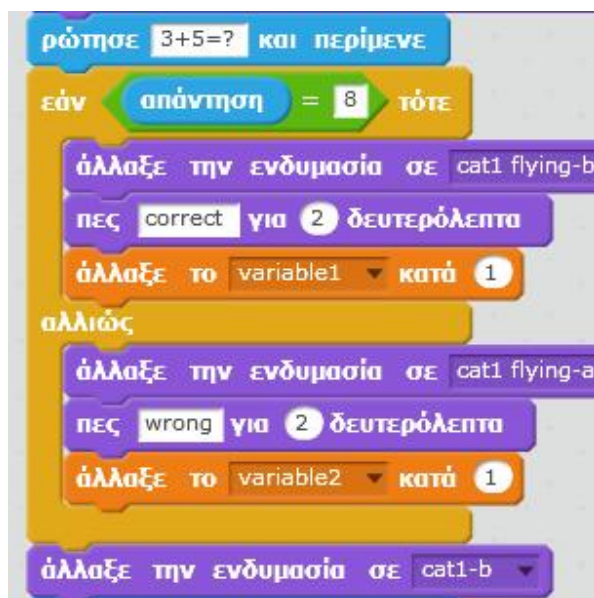 ρώτησε 3+5=? και περίμενε
εάν απάντηση = 8 τότε
άλλαξε την ενδυμασία σε cat1 flying-b
πες correct για 2 δευτερόλεπτα
άλλαξε το variable1 κατά 1
αλλιώς
άλλαξε την ενδυμασία σε cat1 flying-a
πες wrong για 2 δευτερόλεπτα
άλλαξε το variable2 κατά 1
άλλαξε την ενδυμασία σε cat1-b